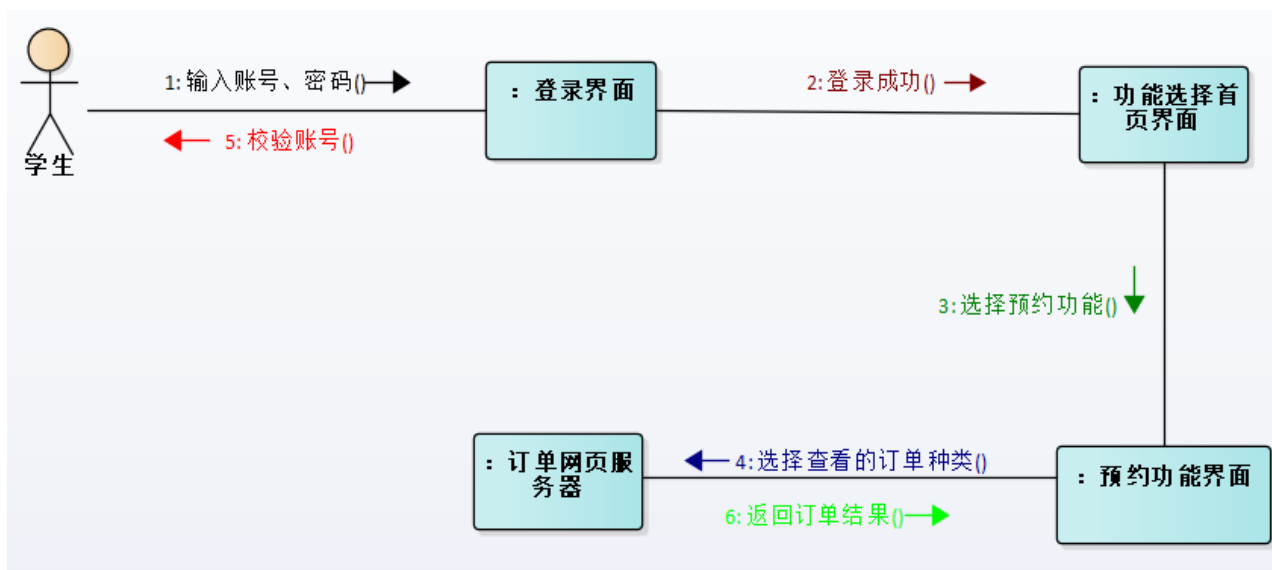 1:输入账号、密码()
: 登录界面
2:登录成功()
: 功能选择首
页界面
5: 校验账号()
学生
3:选择预约功能()
: 订单网页服
务器
4:选择查看的订单种类()
: 预约功能界面
6:返回订单结果()